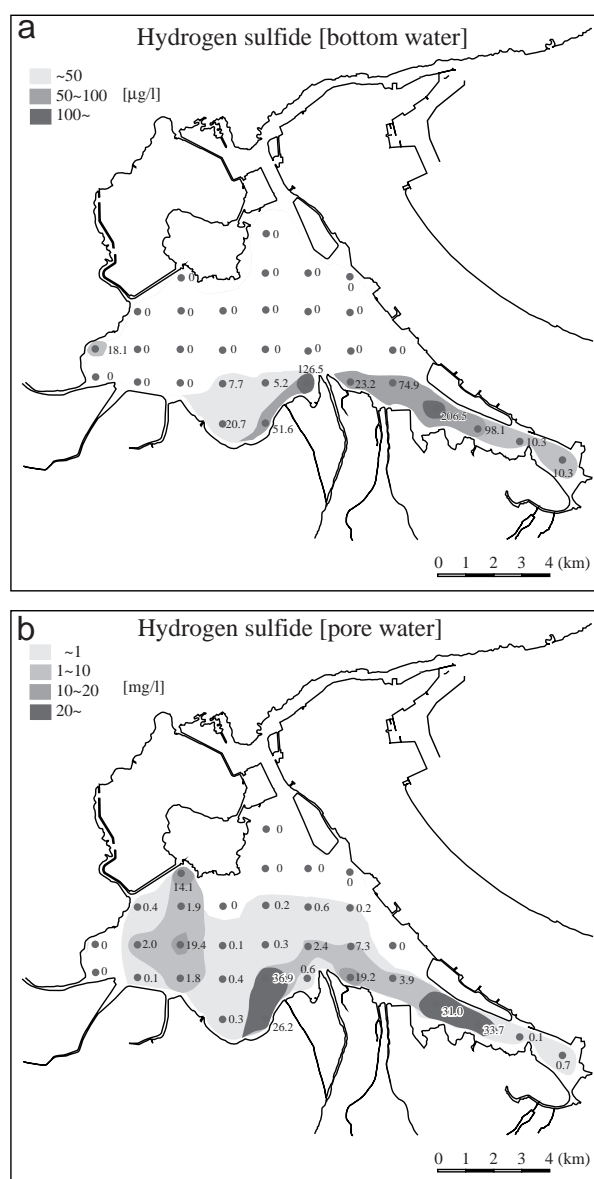 a
Hydrogen sulfide [bottom water]
~50
50~100 [µg/l]
100~
0
0 0 0 0
0
0 0 0 0 0 0
18.1 0 0 0 0 0 0 0
126.5
0 0 0 7.7 5.2 23.2 74.9
20.7 51.6 206.5 98.1 10.3
10.3
0 1 2 3 4 (km)
b
Hydrogen sulfide [pore water]
~1
1~10 [mg/l]
10~20
20~
0
0 0
0
14.1
0.4 1.9 0 0.2 0.6 0.2
0 2.0 19.4 0.1 0.3 2.4 7.3 0
0.6
0 0.1 1.8 0.4 36.9 19.2 3.9
0.3 26.2 31.0 33.7 0.1
0.7
0 1 2 3 4 (km)